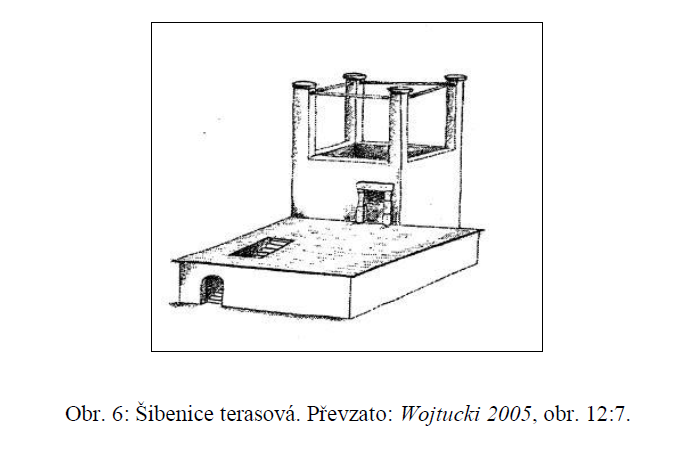 Obr. 6: Šibenice terasová. Převzato: Wojtucki 2005, obr. 12:7.